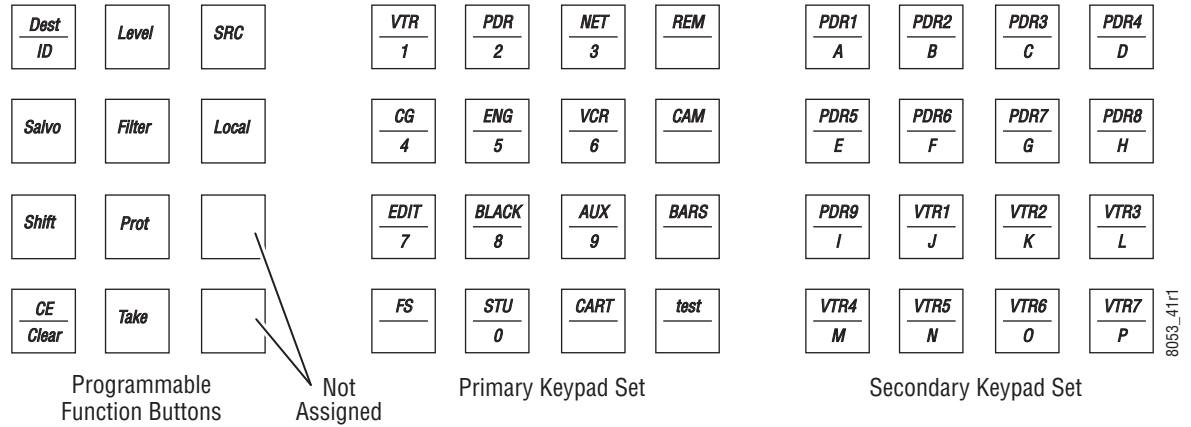 Dest Level SRC VTR PDR NET REM PDR1 PDR2 PDR3 PDR4
ID 1 2 3 A B C D
Salvo Filter Local CG ENG VCR CAM PDR5 PDR6 PDR7 PDR8
4 5 6 E F G H
Shift Prot EDIT BLACK AUX BARS PDR9 VTR1 VTR2 VTR3
7 8 9 I J K L
CE Take FS STU CART test VTR4 VTR5 VTR6 VTR7
Clear 0 M N O P
8053_41r1
Programmable Not Primary Keypad Set Secondary Keypad Set
Function Buttons Assigned